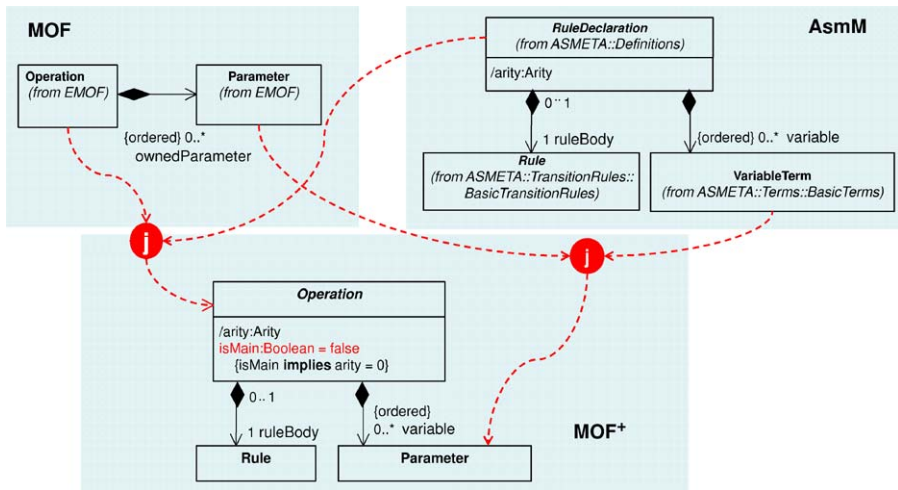 MOF
Operation
(from EMOF)
Parameter
(from EMOF)
{ordered} 0..*
ownedParameter
AsmM
RuleDeclaration
(from ASMETA::Definitions)
/arity:Arity
0··1
1 ruleBody
{ordered} 0..* variable
Rule
(from ASMETA::TransitionRules::
BasicTransitionRules)
VariableTerm
(from ASMETA::Terms::BasicTerms)
j
j
Operation
/arity:Arity
isMain:Boolean = false
{isMain implies arity = 0}
0··1
1 ruleBody
{ordered}
0..* variable
Rule
Parameter
MOF+